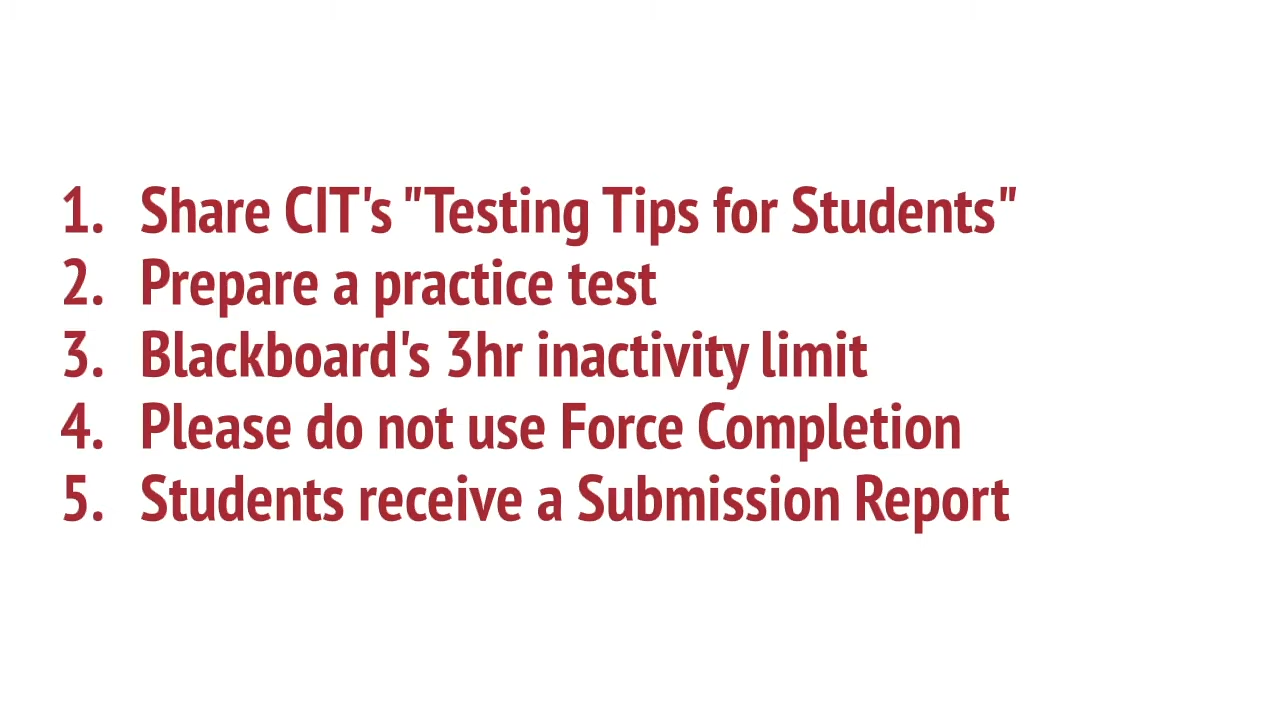 1. Share CIT's "Testing Tips for Students"
2. Prepare a practice test
3. Blackboard's 3hr inactivity limit
4. Please do not use Force Completion
5. Students receive a Submission Report